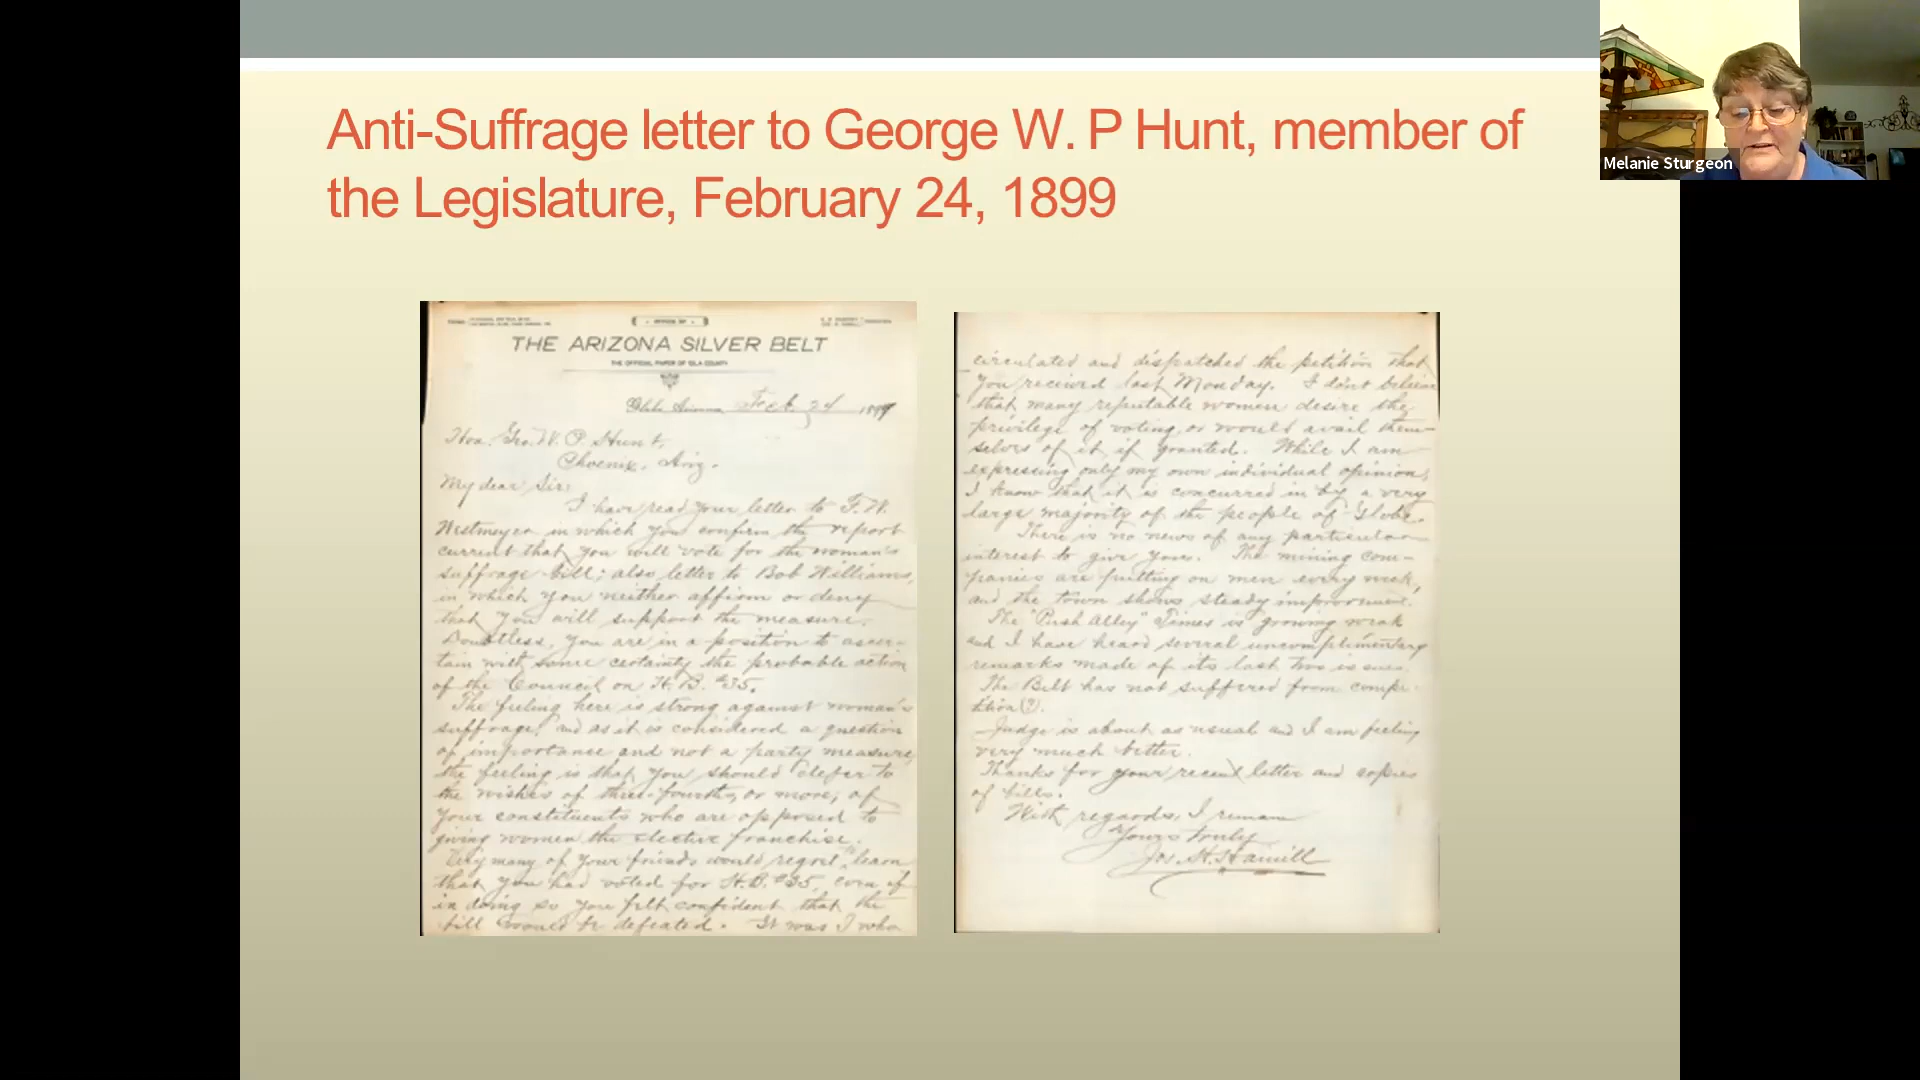 Anti-Suffrage letter to George W. P Hunt, member of
the Legislature, February 24, 1899
Melanie Sturgeon
THE ARIZONA SILVER BELT
THE OFFICIAL PAPER OF GILA COUNTY
Feb. 24 1899
Hon. Geo. W. P. Hunt,
Phoenix, Ariz.
My dear Sir:
I have read your letter to F. W.
Westmeyer in which you confirm the report
current that you will vote for the woman's
suffrage bill; also letter to Bob Williams,
in which you neither affirm or deny
that you will support the measure.
Doubtless, you are in a position to ascer-
tain with some certainty the probable action
of the Council on H. B. #35.
The feeling here is strong against woman's
suffrage, and as it is considered a question
of importance and not a party measure,
the feeling is that you should defer to
the wishes of three-fourths, or more, of
your constituents who are opposed to
giving women the elective franchise.
Very many of your friends would regret to learn
that you had voted for H. B. #35, even if
in doing so you felt confident that the
bill would be defeated. It was I who
circulated and dispatched the petition that
you received last Monday. I don't believe
that many reputable women desire the
privilege of voting, or would avail them-
selves of it, if granted. While I am
expressing only my own individual opinion,
I know that it is concurred in by a very
large majority of the people of Globe.
There is no news of any particular
interest to give you. The mining com-
panies are putting on men every week,
and the town shows steady improvement.
The "Push Alley" Times is growing weak
and I have heard several uncomplimentary
remarks made of its last two issues.
The Belt has not suffered from compe-
tition (?).
Judge is about as usual and I am feeling
very much better.
Thanks for your recent letter and copies
of bills.
With regards, I remain
Yours truly
Jos. H. Hamill